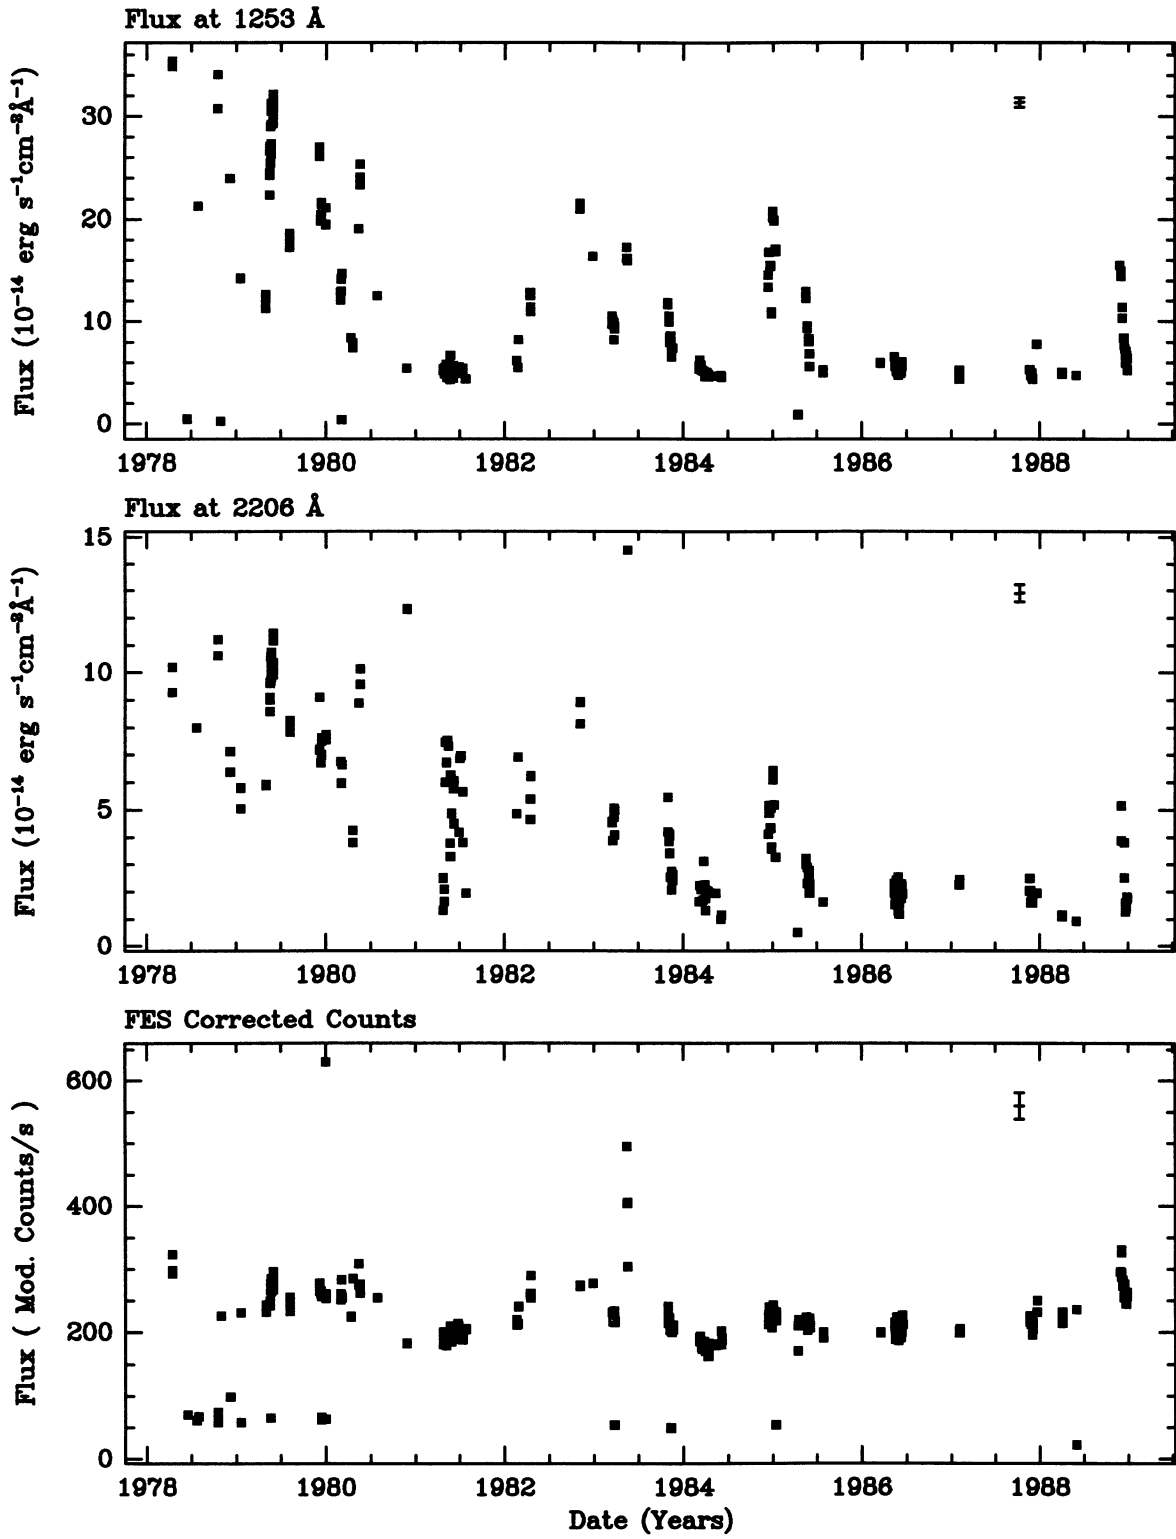 Flux at 1253 Å
Flux (10⁻¹⁴ erg s⁻¹cm⁻²Å⁻¹)
30
20
10
0
1978 1980 1982 1984 1986 1988
Flux at 2206 Å
Flux (10⁻¹⁴ erg s⁻¹cm⁻²Å⁻¹)
15
10
5
0
1978 1980 1982 1984 1986 1988
FES Corrected Counts
Flux ( Mod. Counts/s )
600
400
200
0
1978 1980 1982 1984 1986 1988
Date (Years)